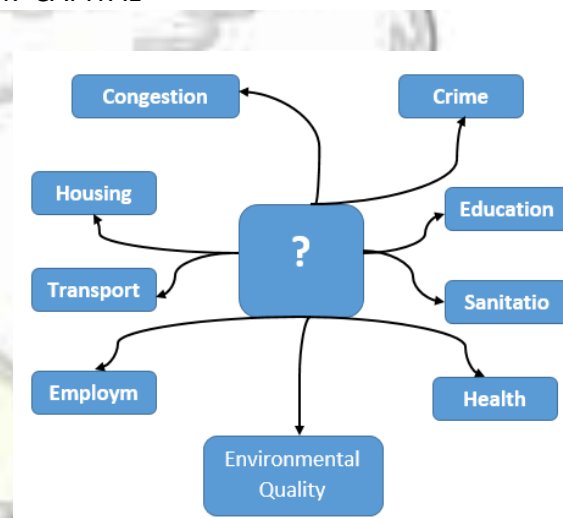 Congestion
Crime
Housing
Education
?
Transport
Sanitatio
Employm
Health
Environmental
Quality